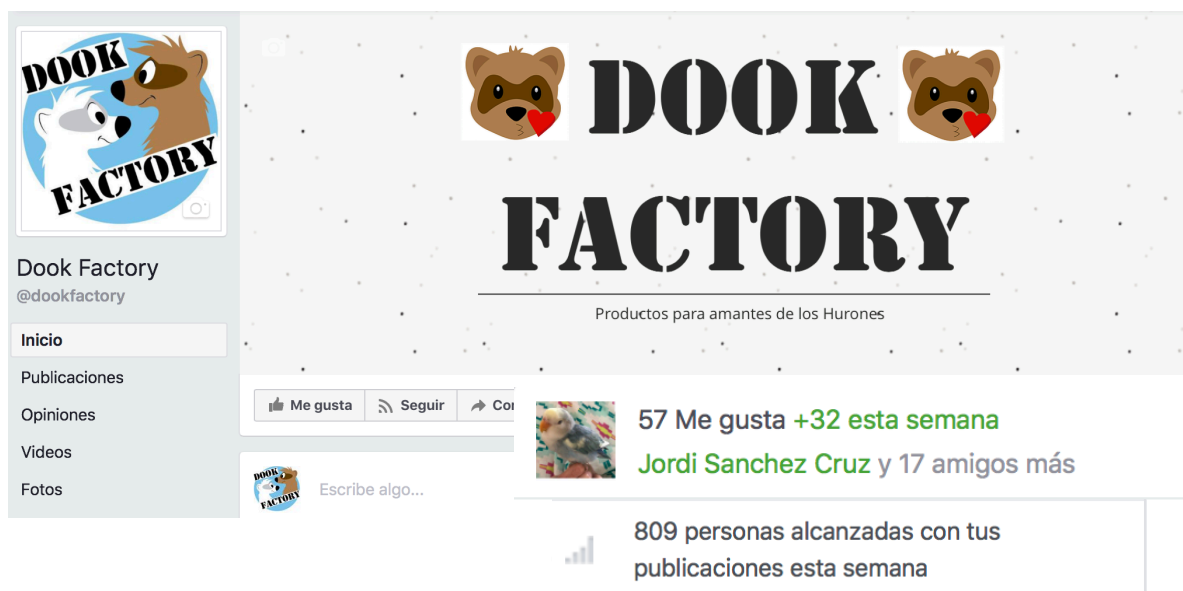 DOOK
FACTORY
Dook Factory
@dookfactory
Inicio
Publicaciones
Opiniones
Videos
Fotos
DOOK
FACTORY
Productos para amantes de los Hurones
Me gusta
Seguir
DOOK
FACTORY
Escribe algo...
57 Me gusta +32 esta semana
Jordi Sanchez Cruz y 17 amigos más
809 personas alcanzadas con tus
publicaciones esta semana